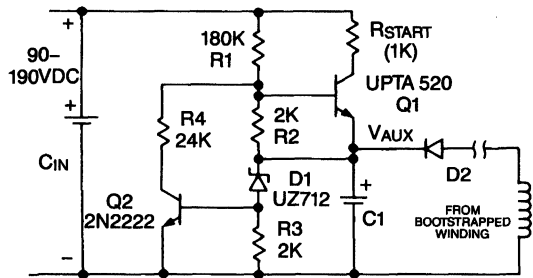 +
90–
190VDC
+
CIN
–
180K
R1
RSTART
(1K)
UPTA 520
Q1
R4
24K
2K
R2
VAUX
D2
Q2
2N2222
D1
UZ712
+
C1
R3
2K
FROM
BOOTSTRAPPED
WINDING